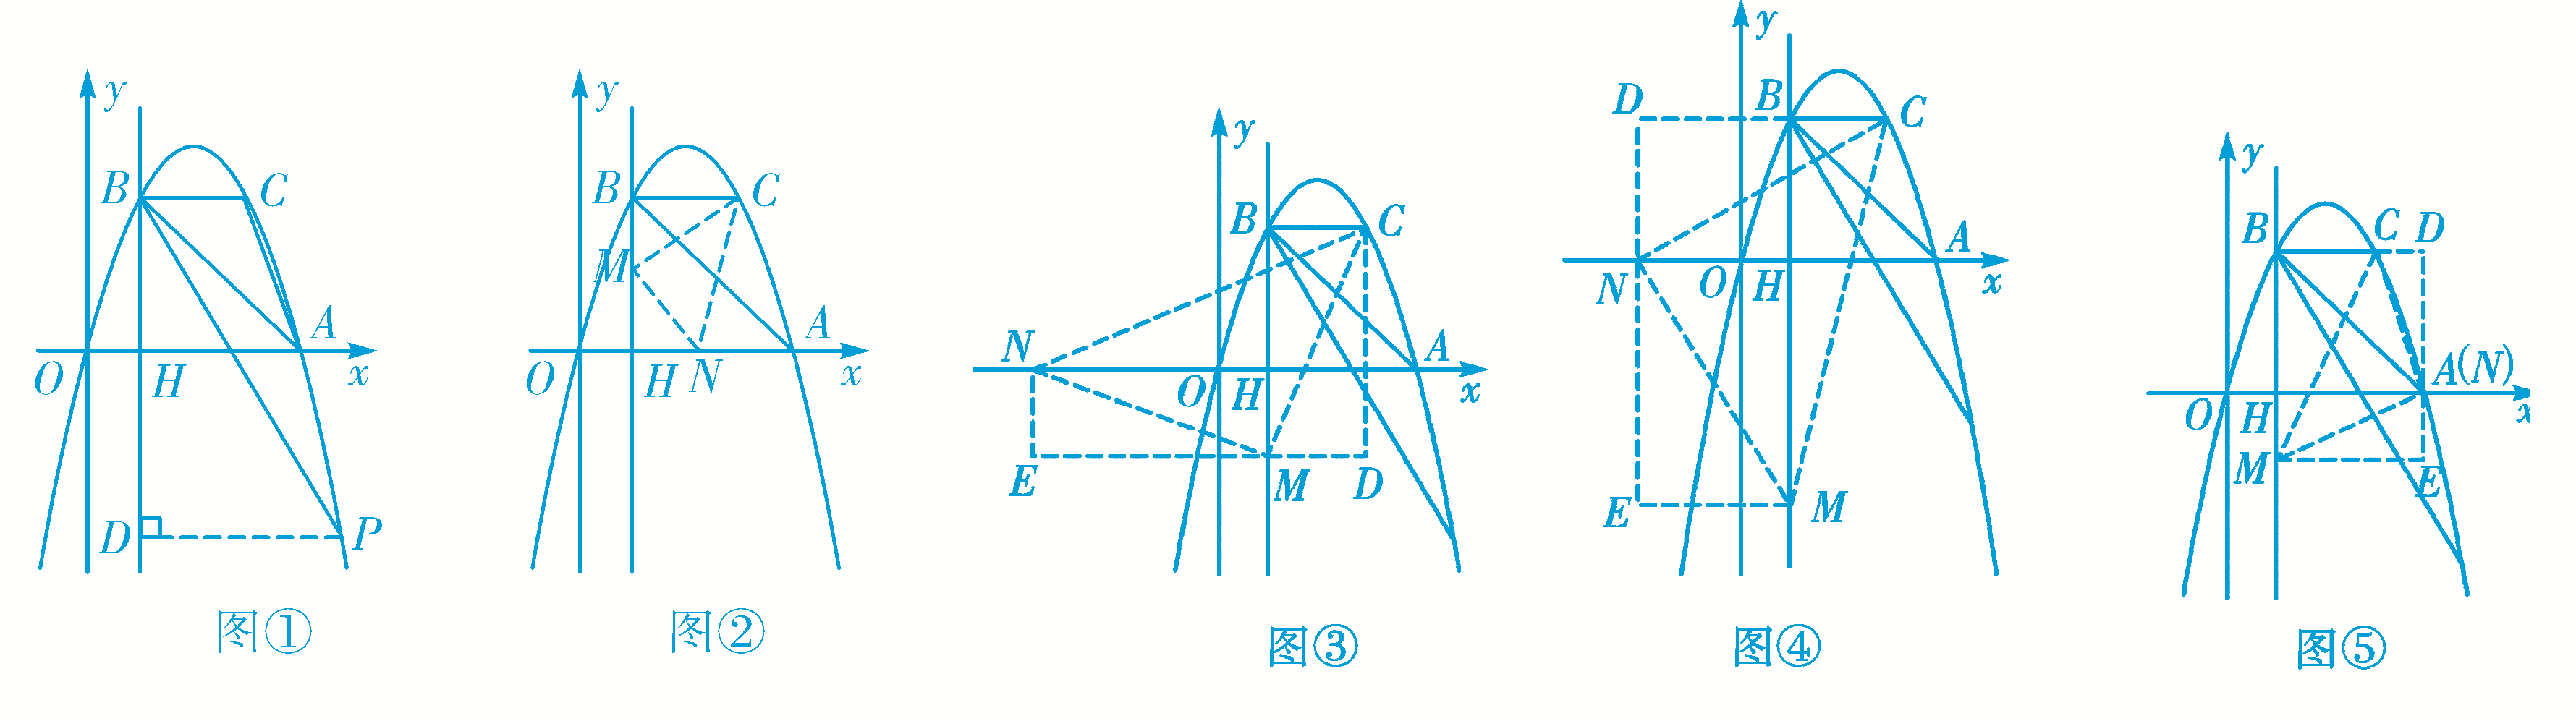 y
B C
A
O H x
D P
图①
y
B C
M
A
O H N x
图②
y
B C
N A
O H x
E M D
图③
y
D B C
A
N O H x
E M
图④
y
B C D
A(N)
O H x
M E
图⑤